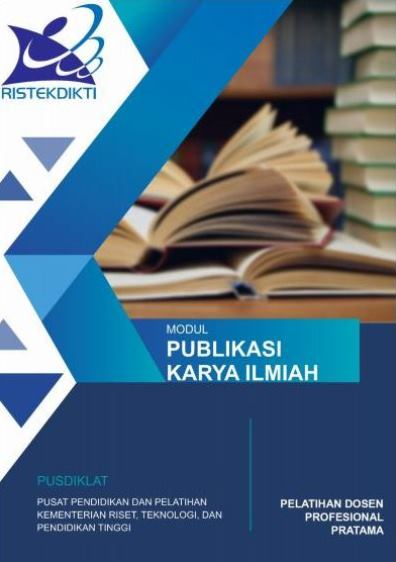 RISTEKDIKTI
MODUL
PUBLIKASI
KARYA ILMIAH
PUSDIKLAT
PUSAT PENDIDIKAN DAN PELATIHAN
KEMENTERIAN RISET, TEKNOLOGI, DAN
PENDIDIKAN TINGGI
PELATIHAN DOSEN
PROFESIONAL
PRATAMA